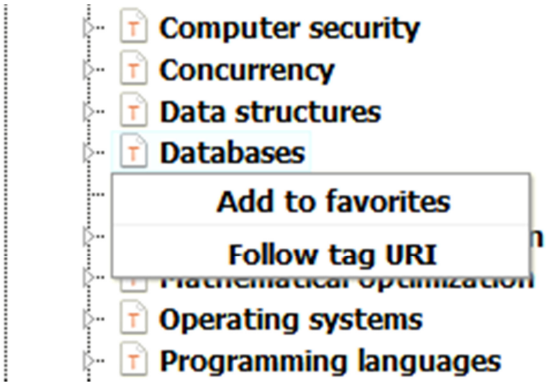 Computer security
Concurrency
Data structures
Databases
Add to favorites
Follow tag URI
Mathematical optimization
Operating systems
Programming languages